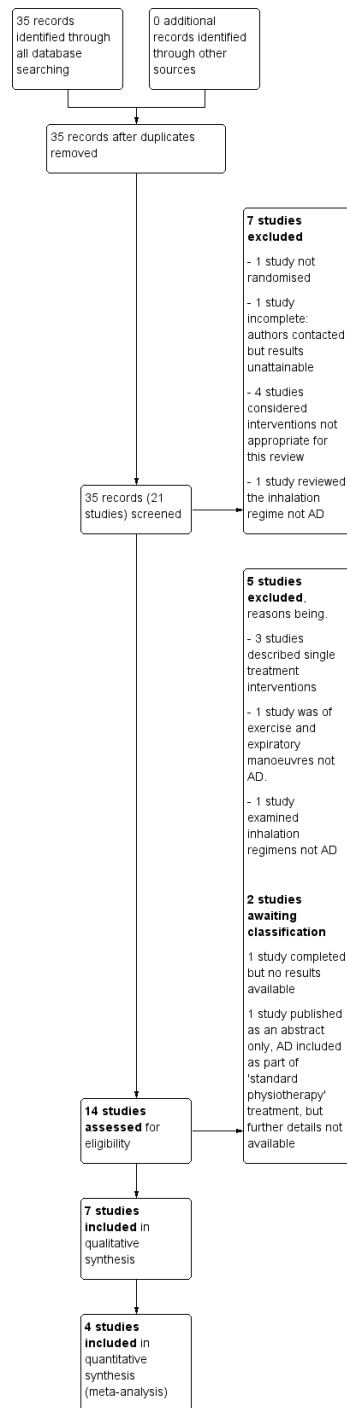 35 records
identified through
all database
searching
0 additional
records identified
through other
sources
35 records after duplicates
removed
7 studies
excluded
- 1 study not
randomised
- 1 study
incomplete:
authors contacted
but results
unattainable
- 4 studies
considered
interventions not
appropriate for
this review
- 1 study reviewed
the inhalation
regime not AD
35 records (21
studies) screened
5 studies
excluded,
reasons being.
- 3 studies
described single
treatment
interventions
- 1 study was of
exercise and
expiratory
manoeuvres not
AD.
- 1 study
examined
inhalation
regimens not AD
2 studies
awaiting
classification
1 study completed
but no results
available
1 study published
as an abstract
only, AD included
as part of
'standard
physiotherapy'
treatment, but
further details not
available
14 studies
assessed for
eligibility
7 studies
included in
qualitative
synthesis
4 studies
included in
quantitative
synthesis
(meta-analysis)